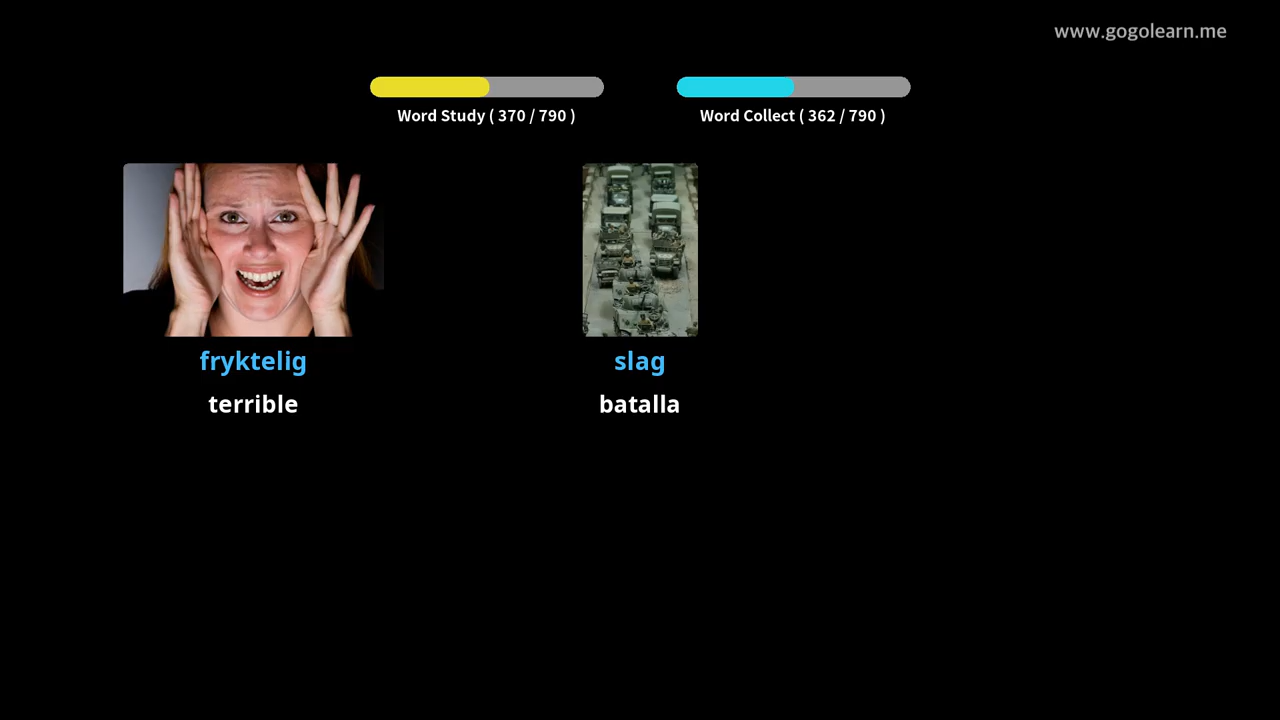 www.gogolearn.me
Word Study ( 370 / 790 )
Word Collect ( 362 / 790 )
fryktelig
terrible
slag
batalla